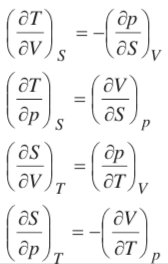 (∂T/∂V)_S = −(∂p/∂S)_V
(∂T/∂p)_S = (∂V/∂S)_p
(∂S/∂V)_T = (∂p/∂T)_V
(∂S/∂p)_T = −(∂V/∂T)_p